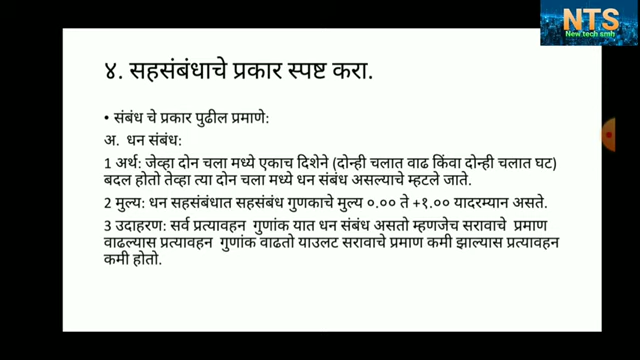 NTS
New tech smh
४. सहसंबंधाचे प्रकार स्पष्ट करा.
• संबंध चे प्रकार पुढील प्रमाणे:
अ. धन संबंध:
1 अर्थ: जेव्हा दोन चला मध्ये एकाच दिशेने (दोन्ही चलात वाढ किंवा दोन्ही चलात घट)
बदल होतो तेव्हा त्या दोन चला मध्ये धन संबंध असल्याचे म्हटले जाते.
2 मुल्य: धन सहसंबंधात सहसंबंध गुणकाचे मुल्य ०.०० ते +१.०० यादरम्यान असते.
3 उदाहरण: सर्व प्रत्यावहन गुणांक यात धन संबंध असतो म्हणजेच सरावाचे प्रमाण
वाढल्यास प्रत्यावहन गुणांक वाढतो याउलट सरावाचे प्रमाण कमी झाल्यास प्रत्यावहन
कमी होतो.